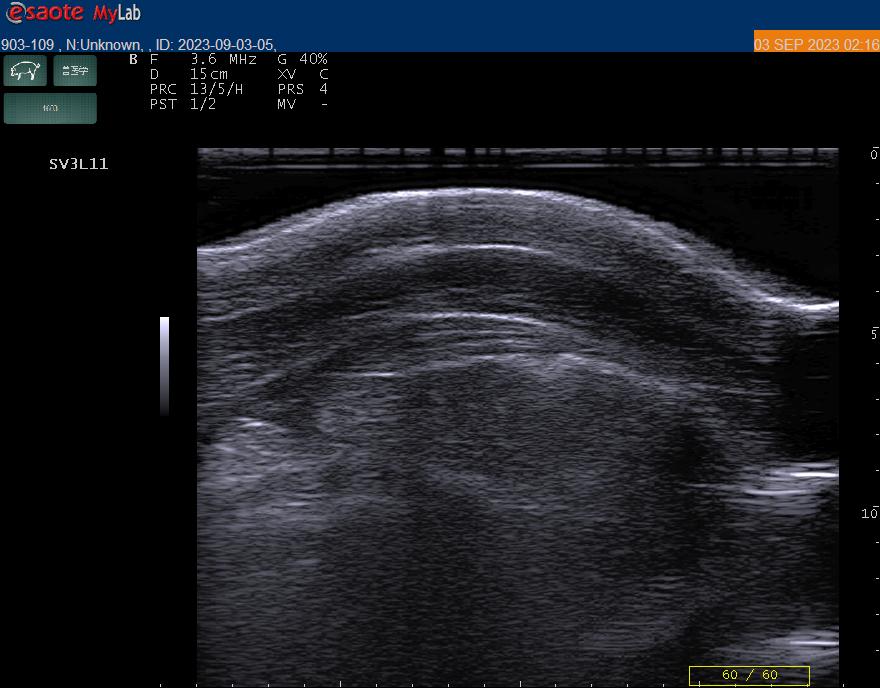 esaote MyLab
903-109 , N:Unknown, , ID: 2023-09-03-05,
03 SEP 2023 02:16
B F 3.6 MHz G 40%
D 15cm XV C
PRC 13/5/H PRS 4
PST 1/2 MV -
兽医学
SV3L11
0
5
10
60 / 60